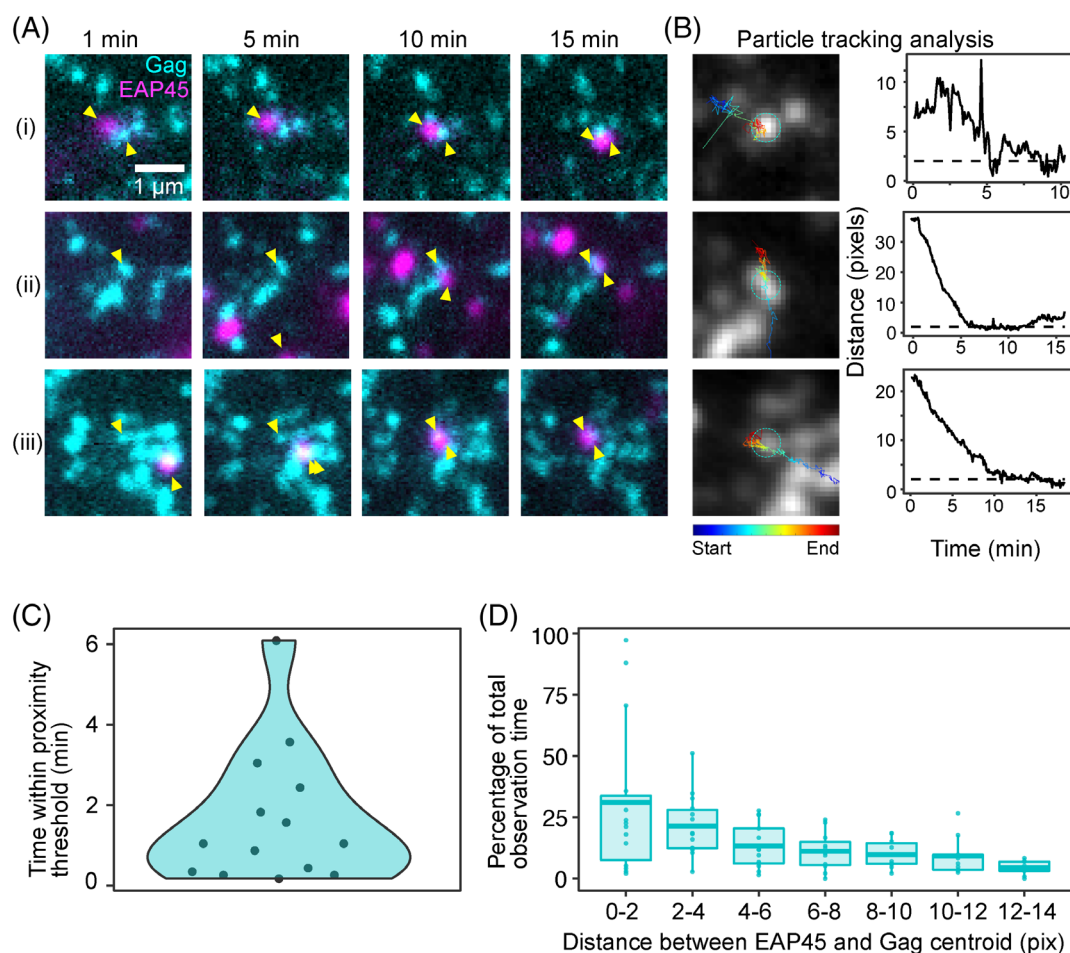 (A)
1 min 5 min 10 min 15 min
Gag
EAP45
1 µm
(i)
(ii)
(iii)
(B)
Particle tracking analysis
10
5
0
0 5 10
30
20
10
0
0 5 10 15
20
10
0
0 5 10 15
Distance (pixels)
Time (min)
Start End
(C)
Time within proximity
threshold (min)
6
4
2
0
(D)
Percentage of total
observation time
100
75
50
25
0
0-2 2-4 4-6 6-8 8-10 10-12 12-14
Distance between EAP45 and Gag centroid (pix)